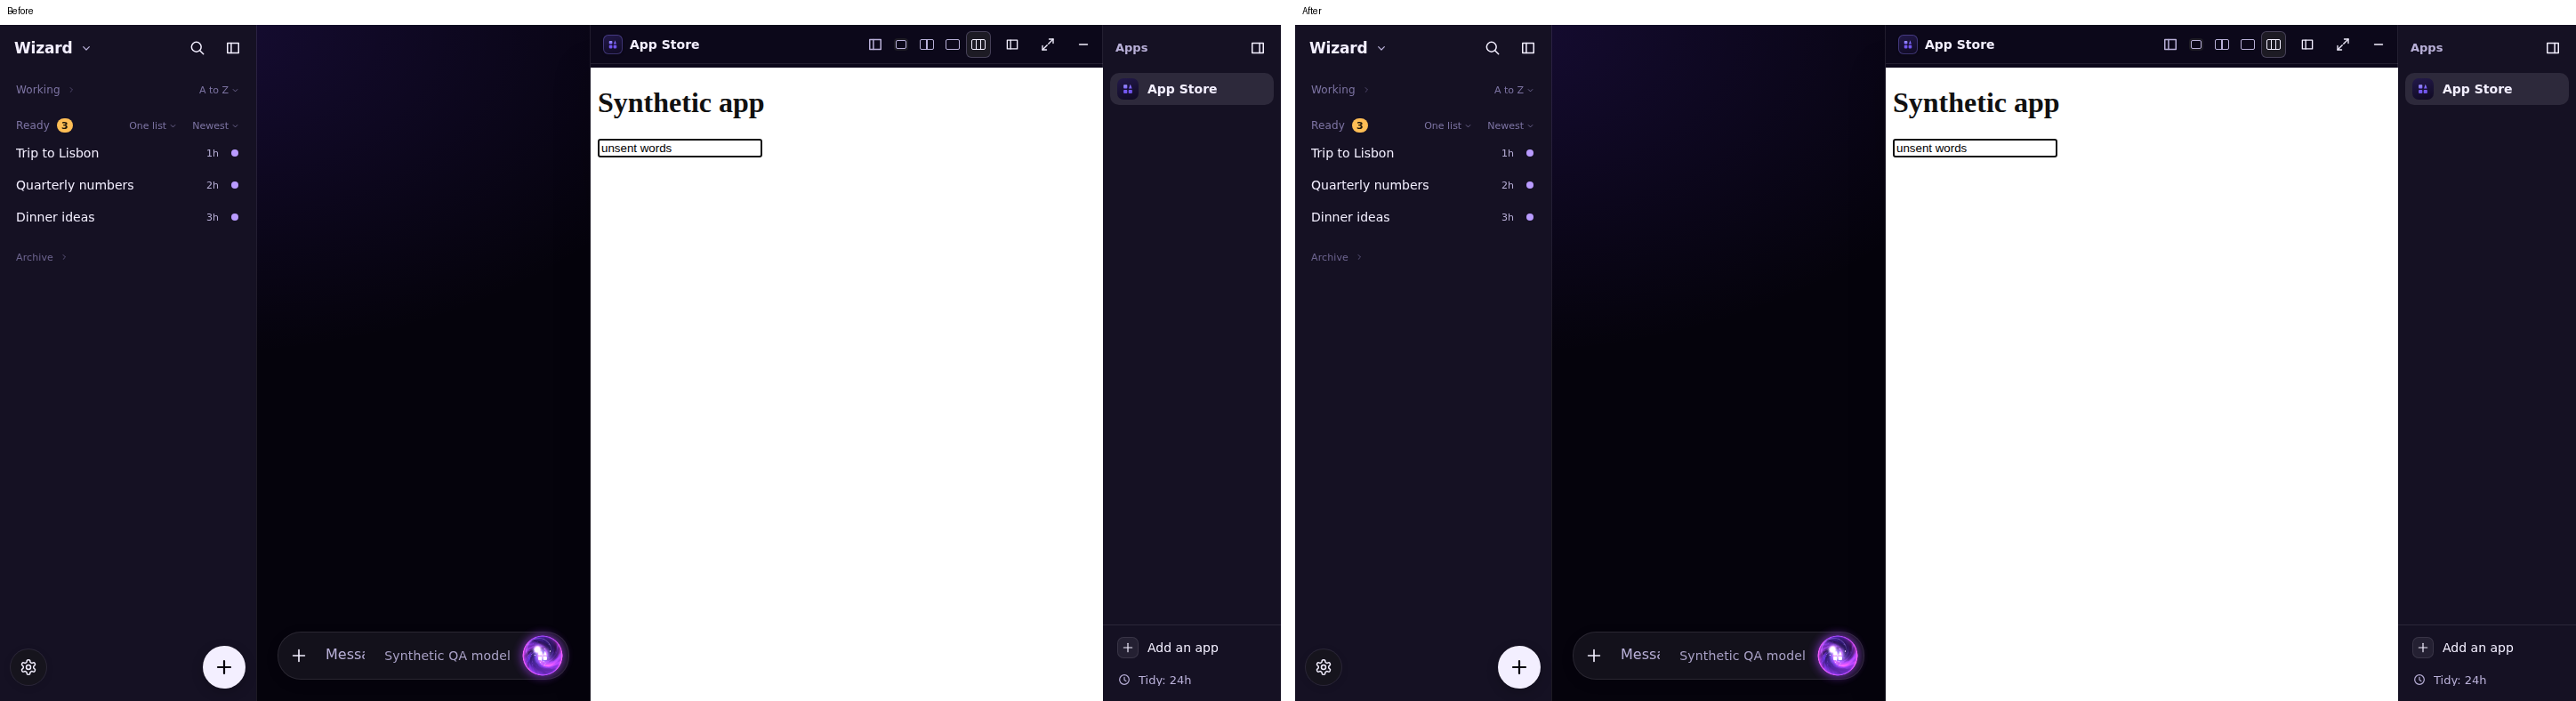 Before
Wizard
Working
A to Z
Ready 3 One list Newest
Trip to Lisbon 1h
Quarterly numbers 2h
Dinner ideas 3h
Archive
Messa Synthetic QA model
App Store
Synthetic app
unsent words
Apps
App Store
Add an app
Tidy: 24h
After
Wizard
Working
A to Z
Ready 3 One list Newest
Trip to Lisbon 1h
Quarterly numbers 2h
Dinner ideas 3h
Archive
Messa Synthetic QA model
App Store
Synthetic app
unsent words
Apps
App Store
Add an app
Tidy: 24h